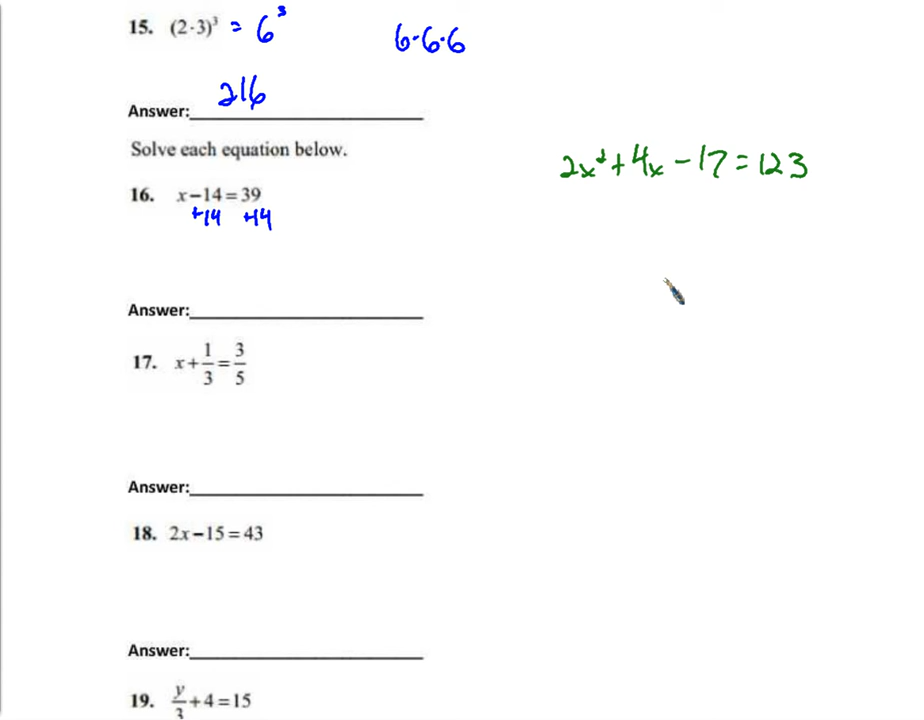 15. (2·3)³ = 6³ 6·6·6
216
Answer:
Solve each equation below.
2x² + 4x - 17 = 123
16. x - 14 = 39
+14 +14
Answer:
17. x + 1/3 = 3/5
Answer:
18. 2x - 15 = 43
Answer:
19. y/3 + 4 = 15